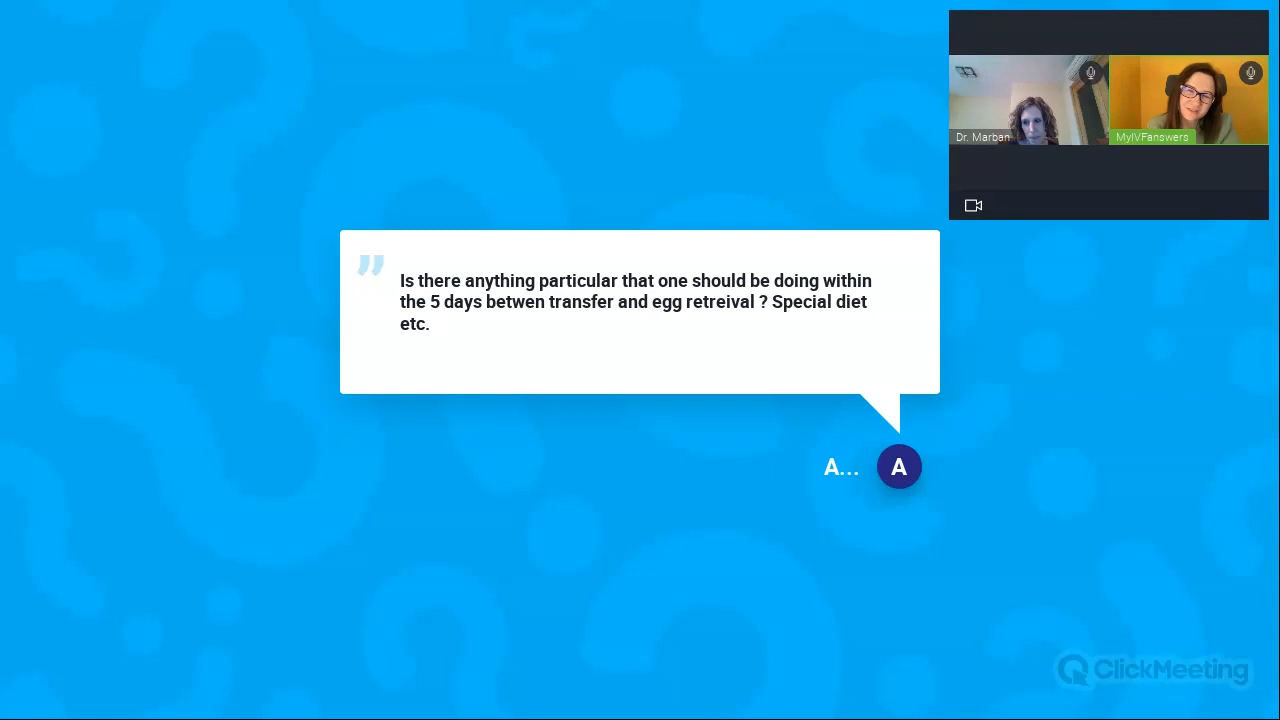 Dr. Marban
MyIVFanswers
Is there anything particular that one should be doing within
the 5 days betwen transfer and egg retreival ? Special diet
etc.
A...
A
ClickMeeting